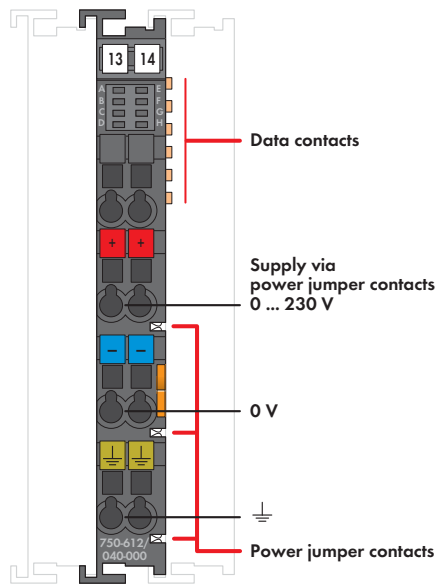 13 14
A E
B F
C G
D H
Data contacts
+ +
Supply via
power jumper contacts
0 ... 230 V
– –
0 V
750-612/
040-000
Power jumper contacts